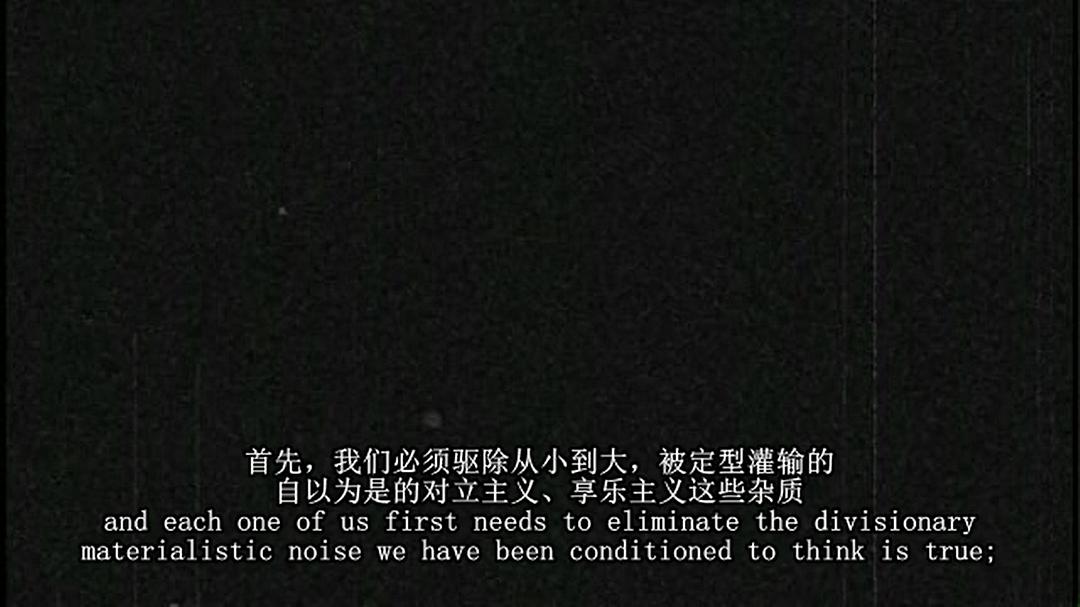 首先，我们必须驱除从小到大，被定型灌输的
自以为是的对立主义、享乐主义这些杂质
and each one of us first needs to eliminate the divisionary
materialistic noise we have been conditioned to think is true;